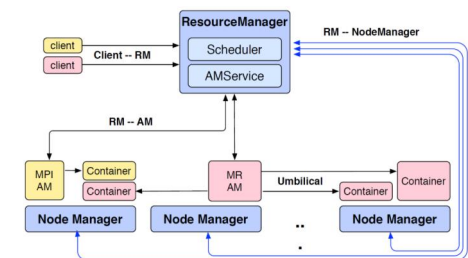 ResourceManager
RM -- NodeManager
client
Scheduler
Client -- RM
client
AMService
RM -- AM
MPI
AM
Container
Container
MR
AM
Umbilical
Container
Container
Node Manager
Node Manager
..
Node Manager
.